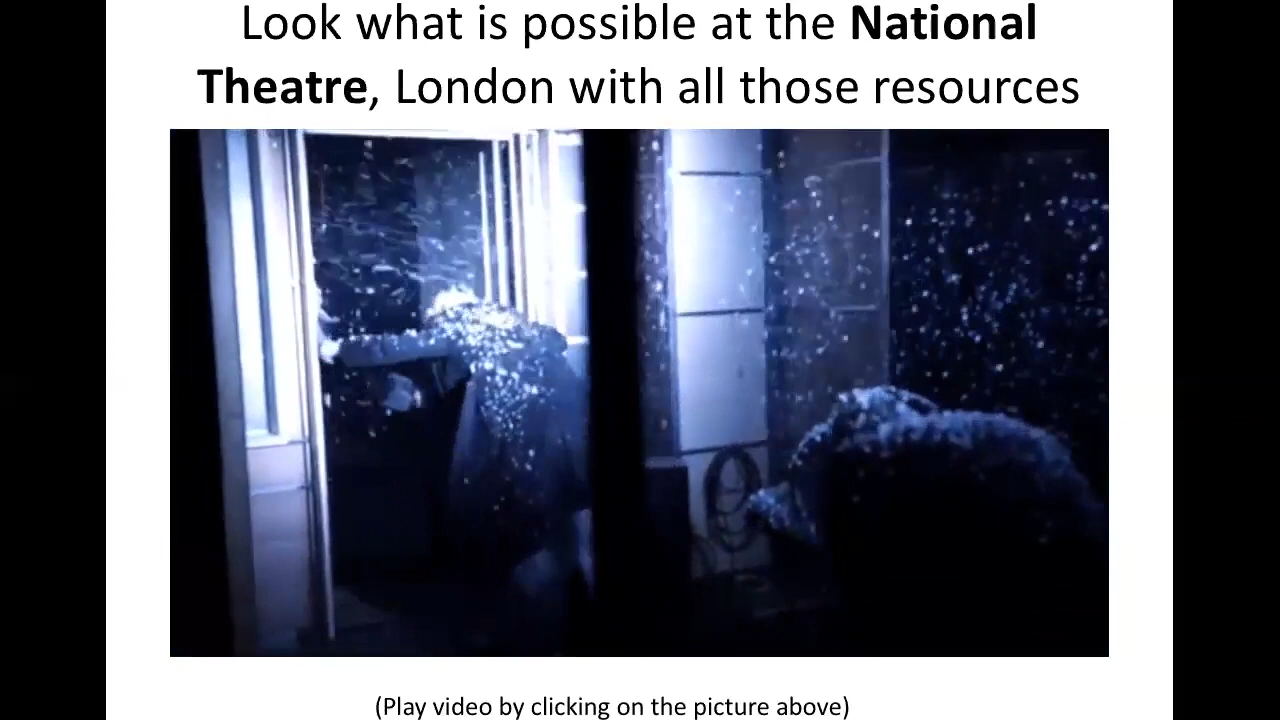 Look what is possible at the National
Theatre, London with all those resources
(Play video by clicking on the picture above)